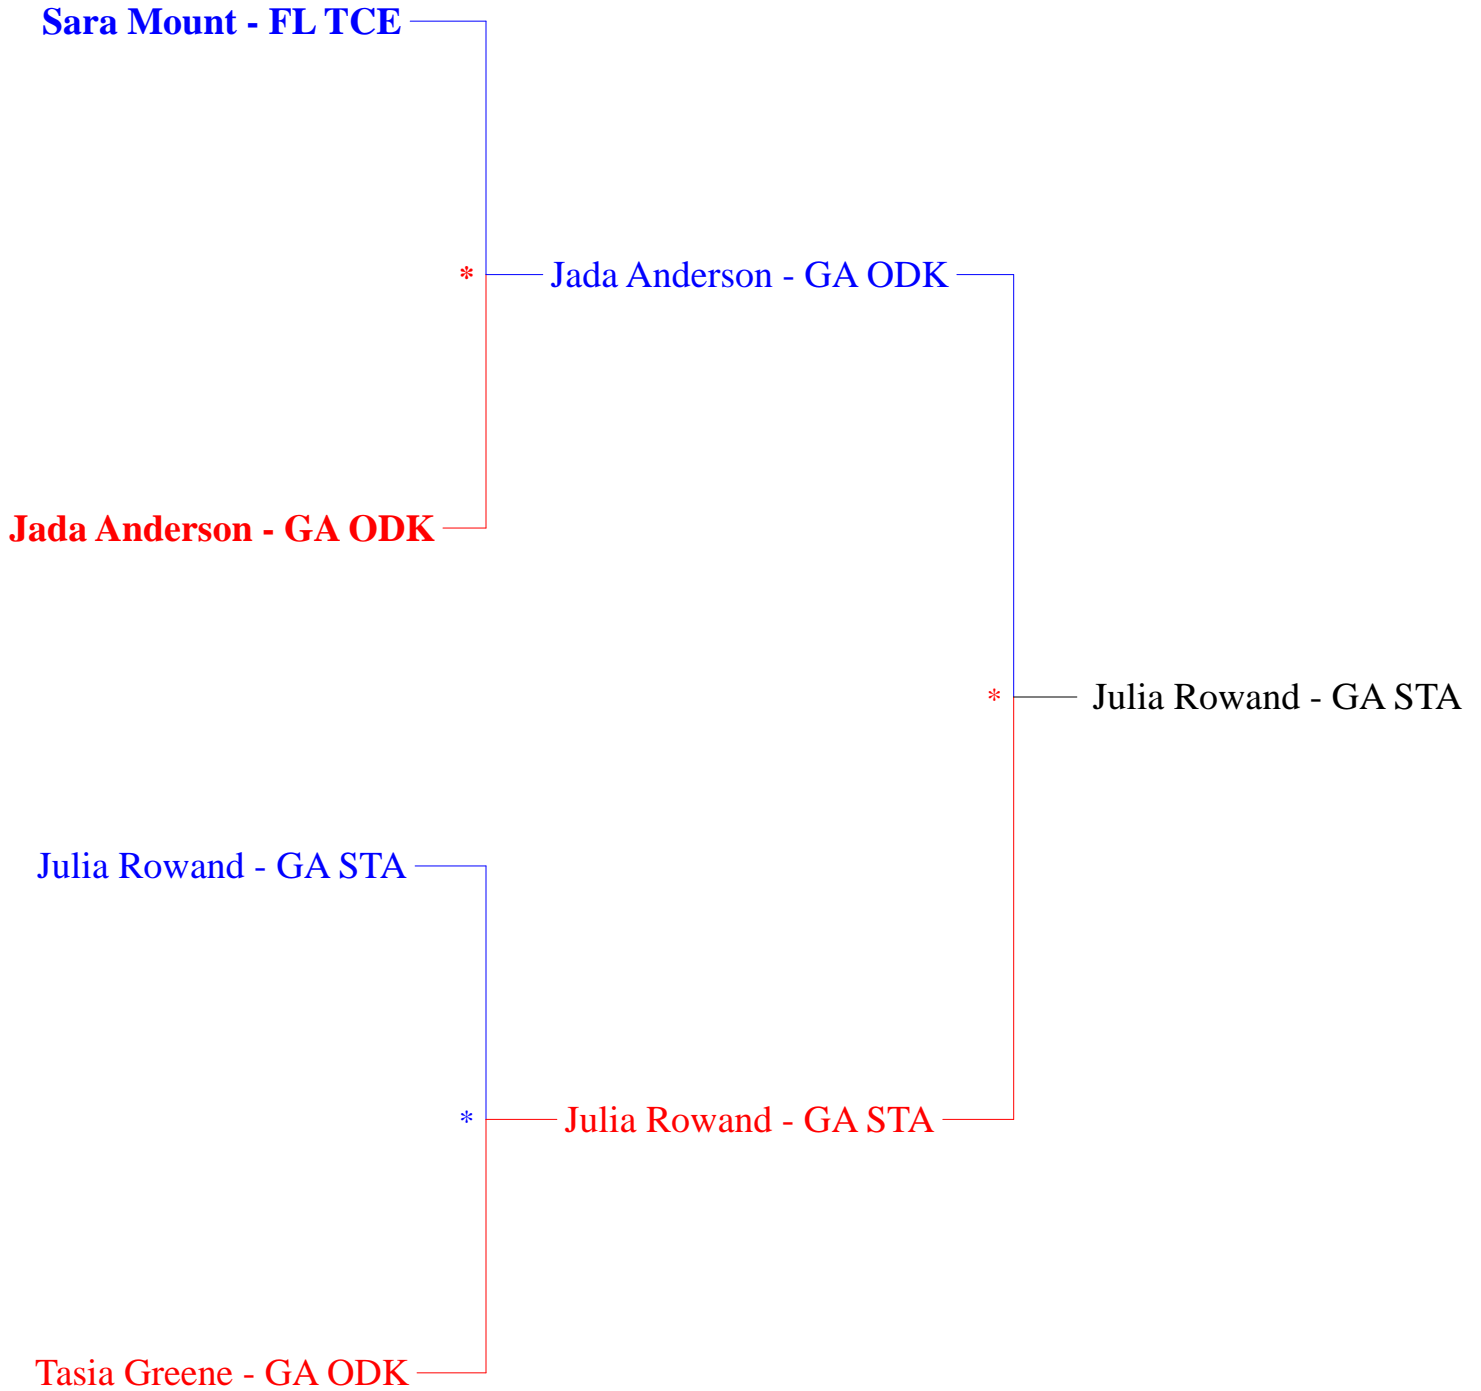 Sara Mount - FL TCE
* Jada Anderson - GA ODK
Jada Anderson - GA ODK
* Julia Rowand - GA STA
Julia Rowand - GA STA
* Julia Rowand - GA STA
Tasia Greene - GA ODK